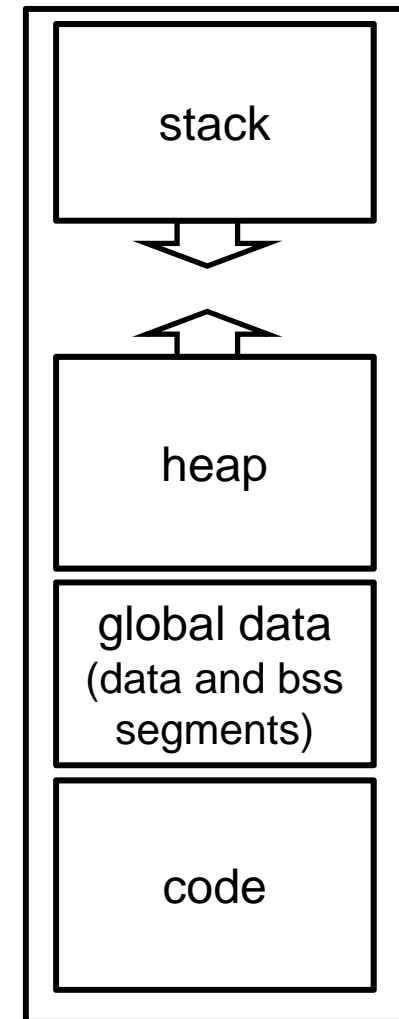 stack
heap
global data
(data and bss
segments)
code